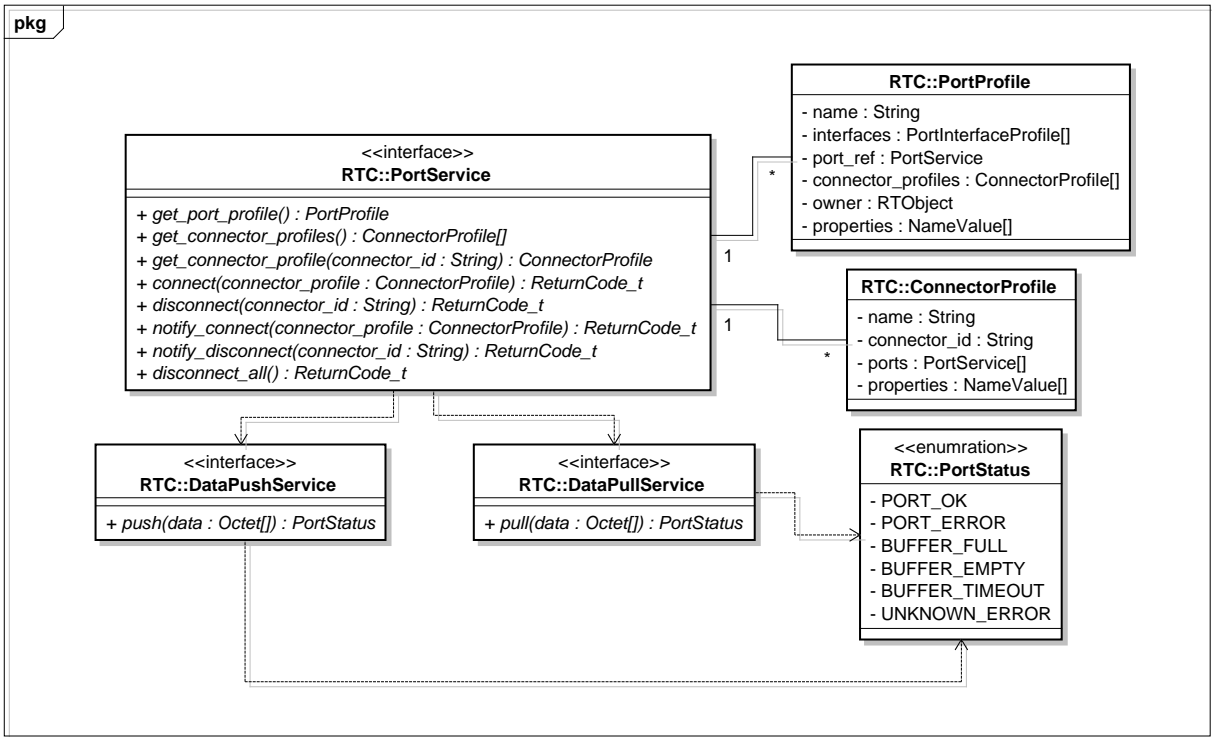 pkg
RTC::PortProfile
- name : String
- interfaces : PortInterfaceProfile[]
- port_ref : PortService
- connector_profiles : ConnectorProfile[]
- owner : RTObject
- properties : NameValue[]
<<interface>>
RTC::PortService
+ get_port_profile() : PortProfile
+ get_connector_profiles() : ConnectorProfile[]
+ get_connector_profile(connector_id : String) : ConnectorProfile
+ connect(connector_profile : ConnectorProfile) : ReturnCode_t
+ disconnect(connector_id : String) : ReturnCode_t
+ notify_connect(connector_profile : ConnectorProfile) : ReturnCode_t
+ notify_disconnect(connector_id : String) : ReturnCode_t
+ disconnect_all() : ReturnCode_t
*
1
1
*
RTC::ConnectorProfile
- name : String
- connector_id : String
- ports : PortService[]
- properties : NameValue[]
<<interface>>
RTC::DataPushService
+ push(data : Octet[]) : PortStatus
<<interface>>
RTC::DataPullService
+ pull(data : Octet[]) : PortStatus
<<enumration>>
RTC::PortStatus
- PORT_OK
- PORT_ERROR
- BUFFER_FULL
- BUFFER_EMPTY
- BUFFER_TIMEOUT
- UNKNOWN_ERROR